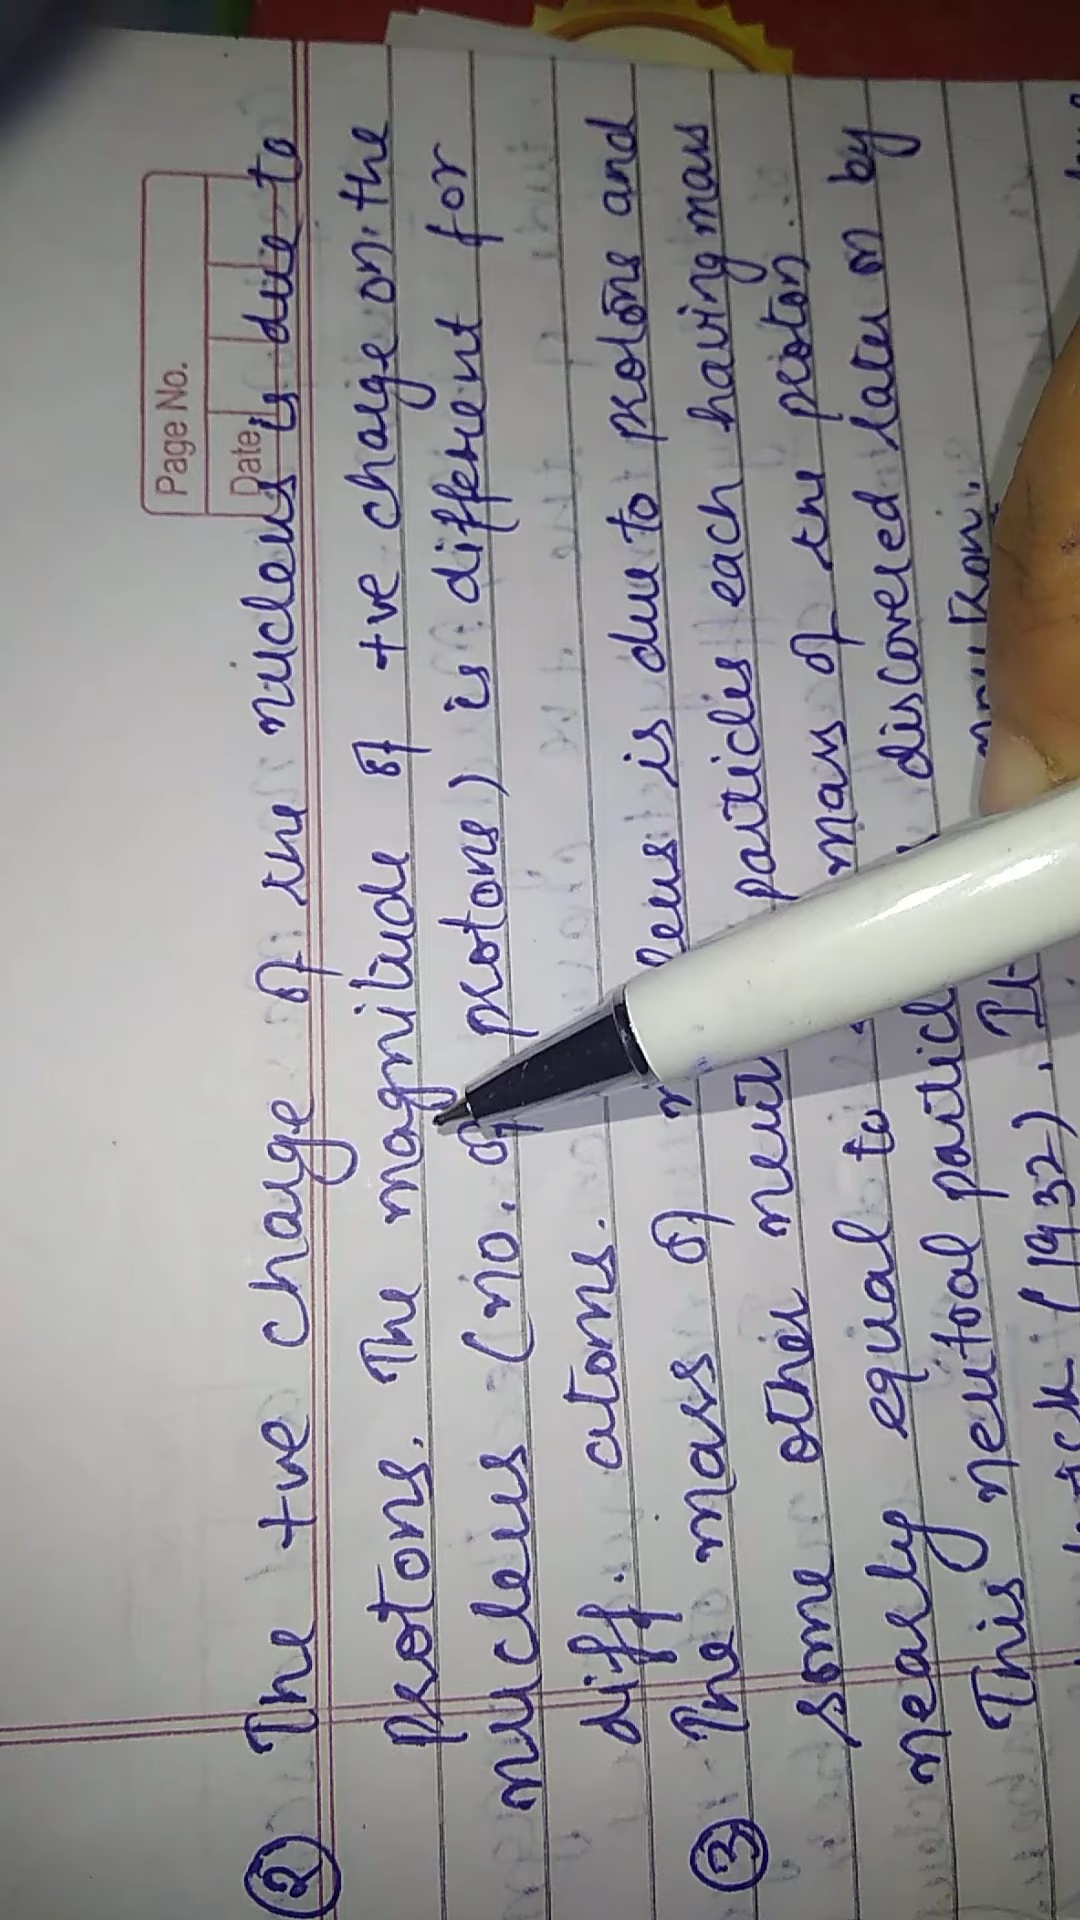 Page No.
Date
② The +ve charge of the nucleus is due to
protons. The magnitude of +ve charge on the
nucleus (no. of protons) is different for
diff. atoms.
③ The mass of is due to protons and
some other particles each having mass
nearly equal to mass of the proton
This neutral discovered later on by
(1932). It